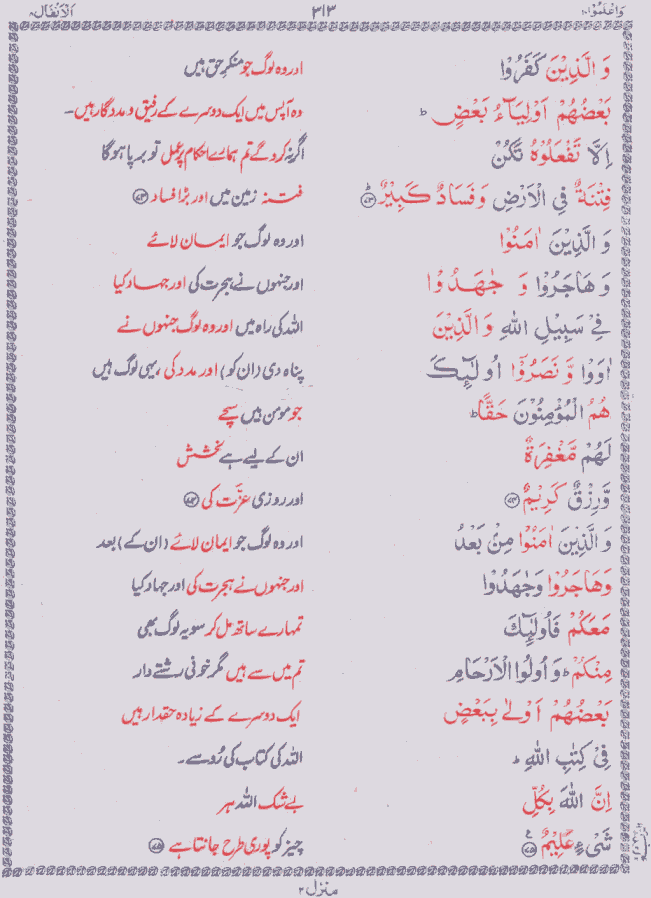 وَاعْلَمُوْٓا ۱۰ ۳۱۳ اَلْاَنْفَال ۸
وَ الَّذِيْنَ كَفَرُوْا اور وہ لوگ جو منکرِ حق ہیں
بَعْضُهُمْ اَوْلِيَآءُ بَعْضٍ ؕ وہ آپس میں ایک دوسرے کے رفیق و مددگار ہیں۔
اِلَّا تَفْعَلُوْهُ تَكُنْ اگر نہ کرو گے تم ہمارے احکام پر عمل تو برپا ہوگا
فِتْنَةٌ فِي الْاَرْضِ وَفَسَادٌ كَبِيْرٌ ؕ ﴿۷۳﴾ فتنہ زمین میں اور بڑا فساد ﴿۷۳﴾
وَ الَّذِيْنَ اٰمَنُوْا اور وہ لوگ جو ایمان لائے
وَ هَاجَرُوْا وَ جٰهَدُوْا اور جنہوں نے ہجرت کی اور جہاد کیا
فِيْ سَبِيْلِ اللّٰهِ وَ الَّذِيْنَ اللہ کی راہ میں اور وہ لوگ جنہوں نے
اٰوَوْا وَّ نَصَرُوْٓا اُولٰٓئِكَ پناہ دی (ان کو) اور مدد کی، یہی لوگ ہیں
هُمُ الْمُؤْمِنُوْنَ حَقًّا ؕ جو مومن ہیں سچے
لَهُمْ مَّغْفِرَةٌ ان کے لیے ہے بخشش
وَّرِزْقٌ كَرِيْمٌ ﴿۷۴﴾ اور روزی عزّت کی ﴿۷۴﴾
وَ الَّذِيْنَ اٰمَنُوْا مِنْۢ بَعْدُ اور وہ لوگ جو ایمان لائے (ان کے) بعد
وَهَاجَرُوْا وَجٰهَدُوْا اور جنہوں نے ہجرت کی اور جہاد کیا
مَعَكُمْ فَاُولٰٓئِكَ تمہارے ساتھ مل کر سو یہ لوگ بھی
مِنْكُمْ ؕ وَ اُولُوا الْاَرْحَامِ تم میں سے ہیں مگر خونی رشتے دار
بَعْضُهُمْ اَوْلٰى بِبَعْضٍ ایک دوسرے کے زیادہ حقدار ہیں
فِيْ كِتٰبِ اللّٰهِ ؕ اللہ کی کتاب کی رُو سے۔
اِنَّ اللّٰهَ بِكُلِّ بے شک اللہ ہر
شَيْءٍ عَلِيْمٌ ﴿۷۵﴾ چیز کو پوری طرح جانتا ہے ﴿۷۵﴾
منزل ۲